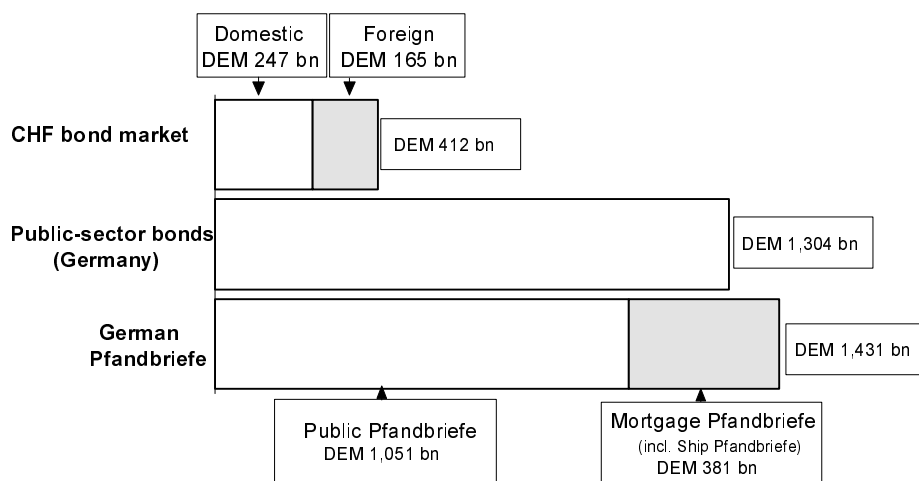 Domestic
DEM 247 bn
Foreign
DEM 165 bn
CHF bond market
DEM 412 bn
Public-sector bonds
(Germany)
DEM 1,304 bn
German
Pfandbriefe
DEM 1,431 bn
Public Pfandbriefe
DEM 1,051 bn
Mortgage Pfandbriefe
(incl. Ship Pfandbriefe)
DEM 381 bn